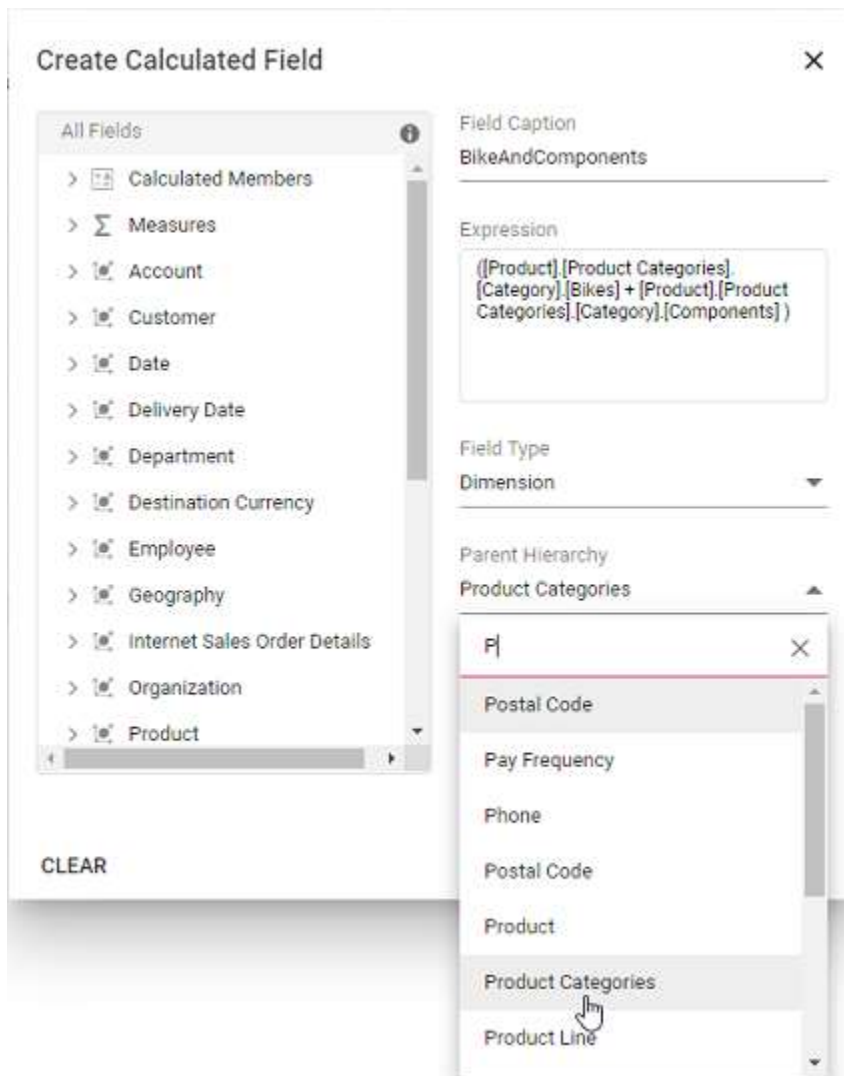 Create Calculated Field
All Fields
Calculated Members
Measures
Account
Customer
Date
Delivery Date
Department
Destination Currency
Employee
Geography
Internet Sales Order Details
Organization
Product
CLEAR
Field Caption
BikeAndComponents
Expression
([Product].[Product Categories].
[Category].[Bikes] + [Product].[Product
Categories].[Category].[Components] )
Field Type
Dimension
Parent Hierarchy
Product Categories
P
Postal Code
Pay Frequency
Phone
Postal Code
Product
Product Categories
Product Line